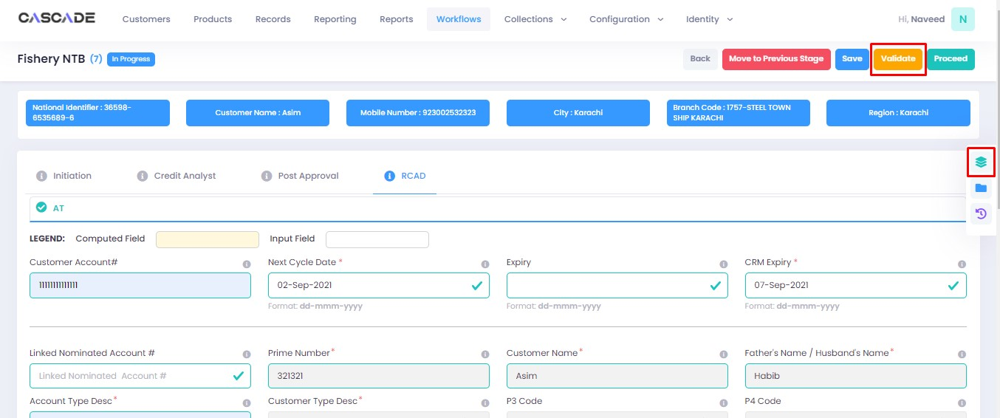 CASCADE Customers Products Records Reporting Reports Workflows Collections Configuration Identity Hi, Naveed N
Fishery NTB (7) In Progress Back Move to Previous Stage Save Validate Proceed
National Identifier : 36598-
6535689-6
Customer Name : Asim
Mobile Number : 923002532323
City : Karachi
Branch Code : 1757-STEEL TOWN
SHIP KARACHI
Region : Karachi
Initiation Credit Analyst Post Approval RCAD
AT
LEGEND: Computed Field Input Field
Customer Account# Next Cycle Date * Expiry CRM Expiry *
11111111111111 02-Sep-2021 07-Sep-2021
Format: dd-mmm-yyyy Format: dd-mmm-yyyy Format: dd-mmm-yyyy
Linked Nominated Account # Prime Number * Customer Name * Father's Name / Husband's Name *
Linked Nominated Account # 321321 Asim Habib
Account Type Desc * Customer Type Desc * P3 Code P4 Code